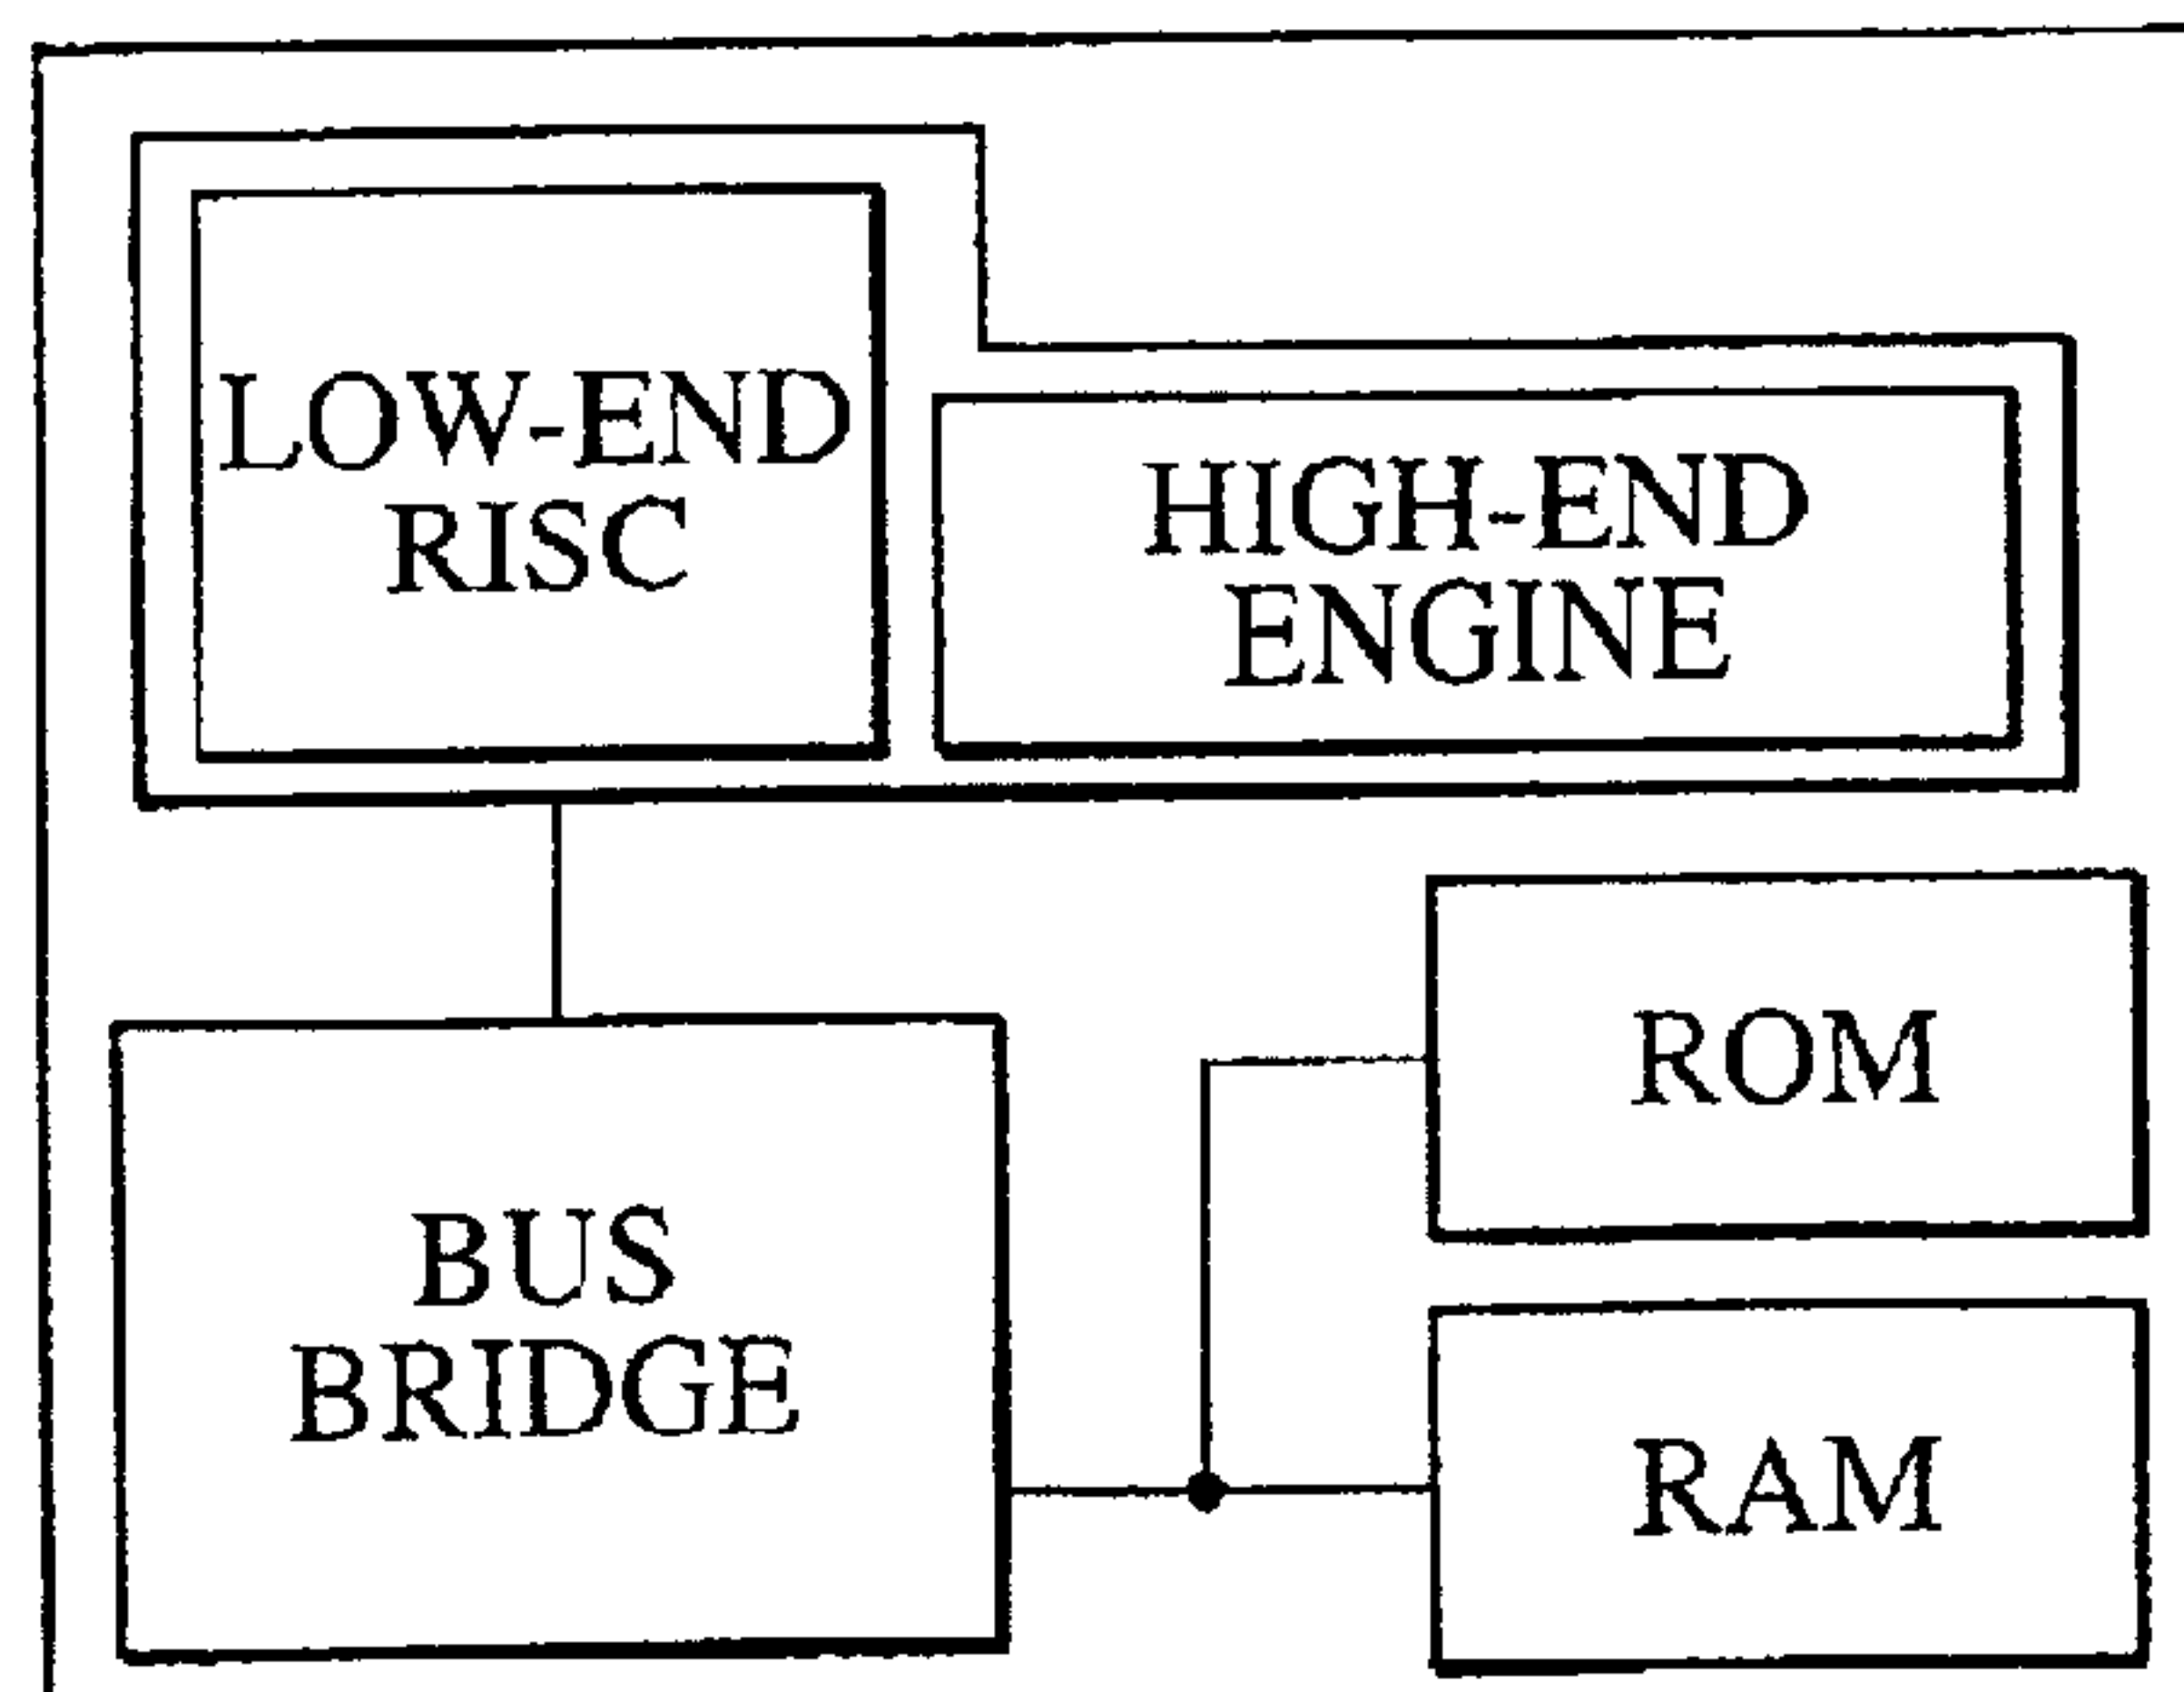 LOW-END
RISC
HIGH-END
ENGINE
ROM
BUS
BRIDGE
RAM